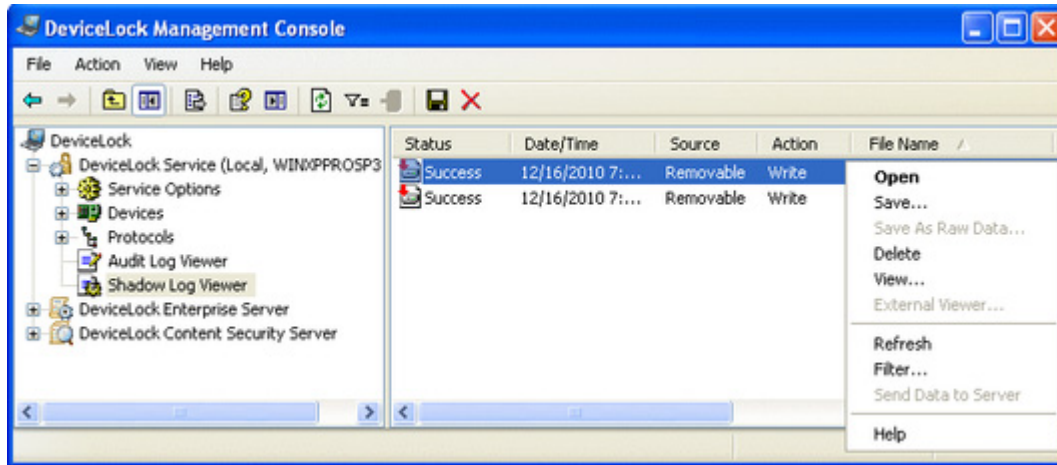 DeviceLock Management Console
File Action View Help
DeviceLock
DeviceLock Service (Local, WINXPPROSP3
Service Options
Devices
Protocols
Audit Log Viewer
Shadow Log Viewer
DeviceLock Enterprise Server
DeviceLock Content Security Server
Status Date/Time Source Action File Name
Success 12/16/2010 7:... Removable Write
Success 12/16/2010 7:... Removable Write
Open
Save...
Save As Raw Data...
Delete
View...
External Viewer...
Refresh
Filter...
Send Data to Server
Help